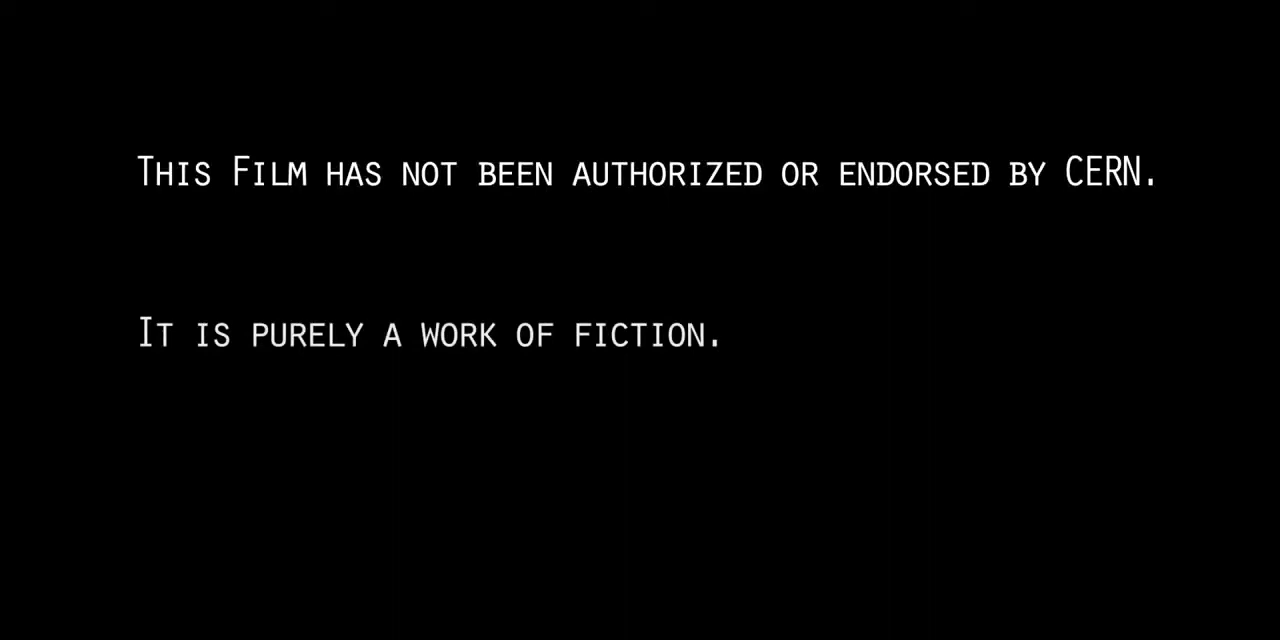 This Film has not been authorized or endorsed by CERN.
It is purely a work of fiction.